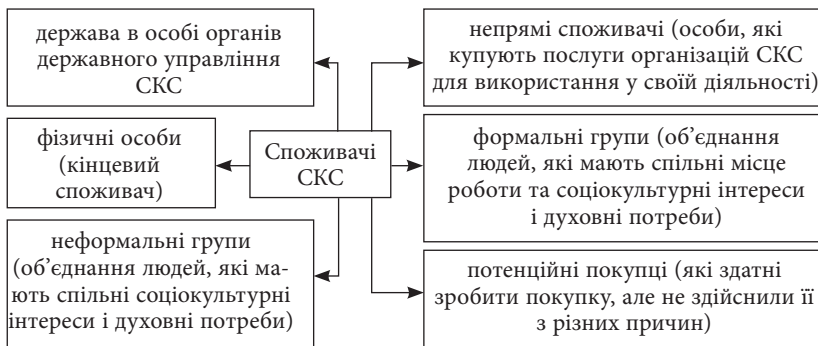 держава в особі органів
державного управління
СКС
фізичні особи
(кінцевий
споживач)
неформальні групи
(об’єднання людей, які ма-
ють спільні соціокультурні
інтереси і духовні потреби)
Споживачі
СКС
непрямі споживачі (особи, які
купують послуги організацій СКС
для використання у своїй діяльності)
формальні групи (об’єднання
людей, які мають спільні місце
роботи та соціокультурні інтереси
і духовні потреби)
потенційні покупці (які здатні
зробити покупку, але не здійснили її
з різних причин)